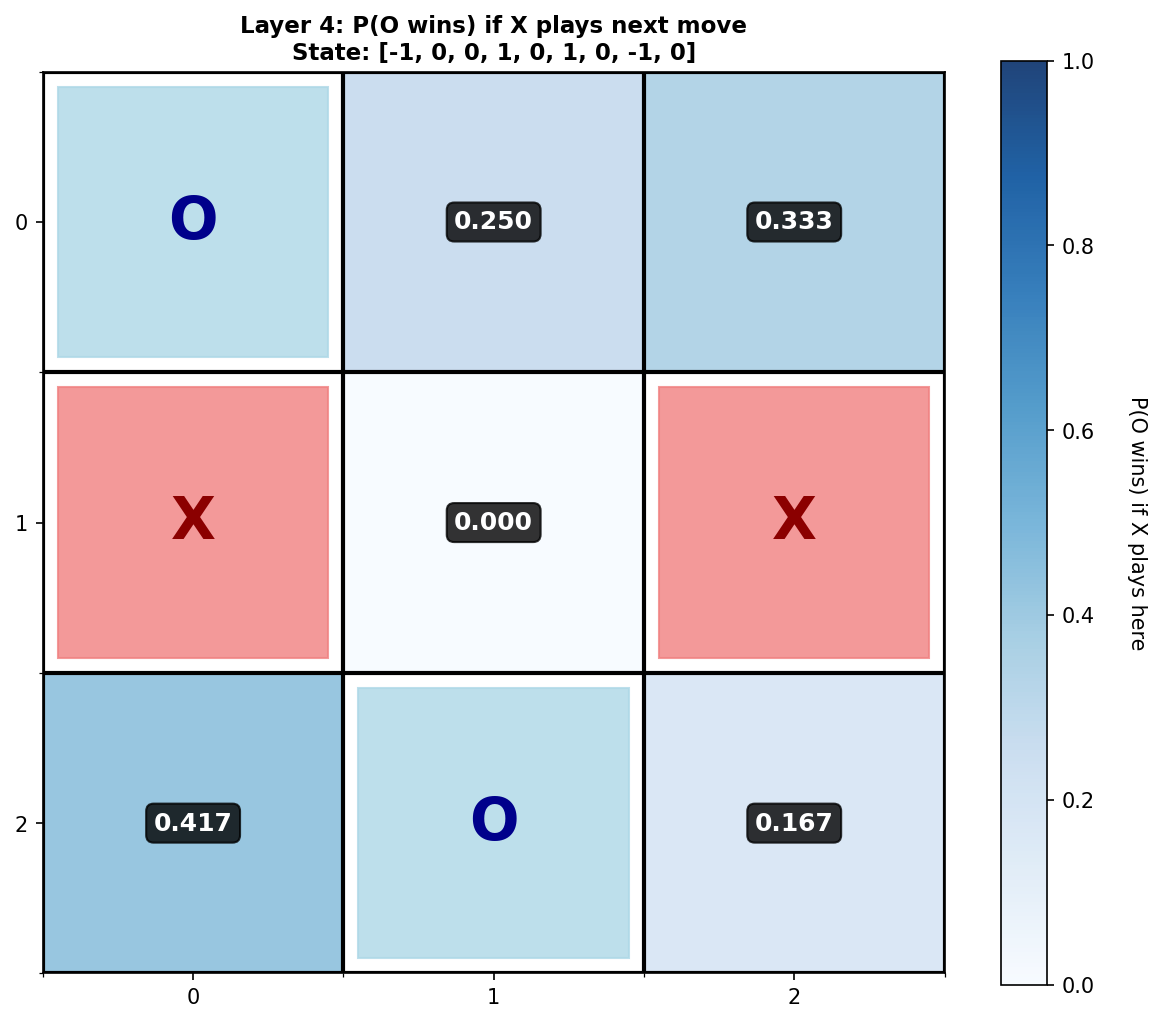 Layer 4: P(O wins) if X plays next move
State: [-1, 0, 0, 1, 0, 1, 0, -1, 0]
0
O
0.250
0.333
1
X
0.000
X
2
0.417
O
0.167
0
1
2
1.0
0.8
0.6
0.4
0.2
0.0
P(O wins) if X plays here